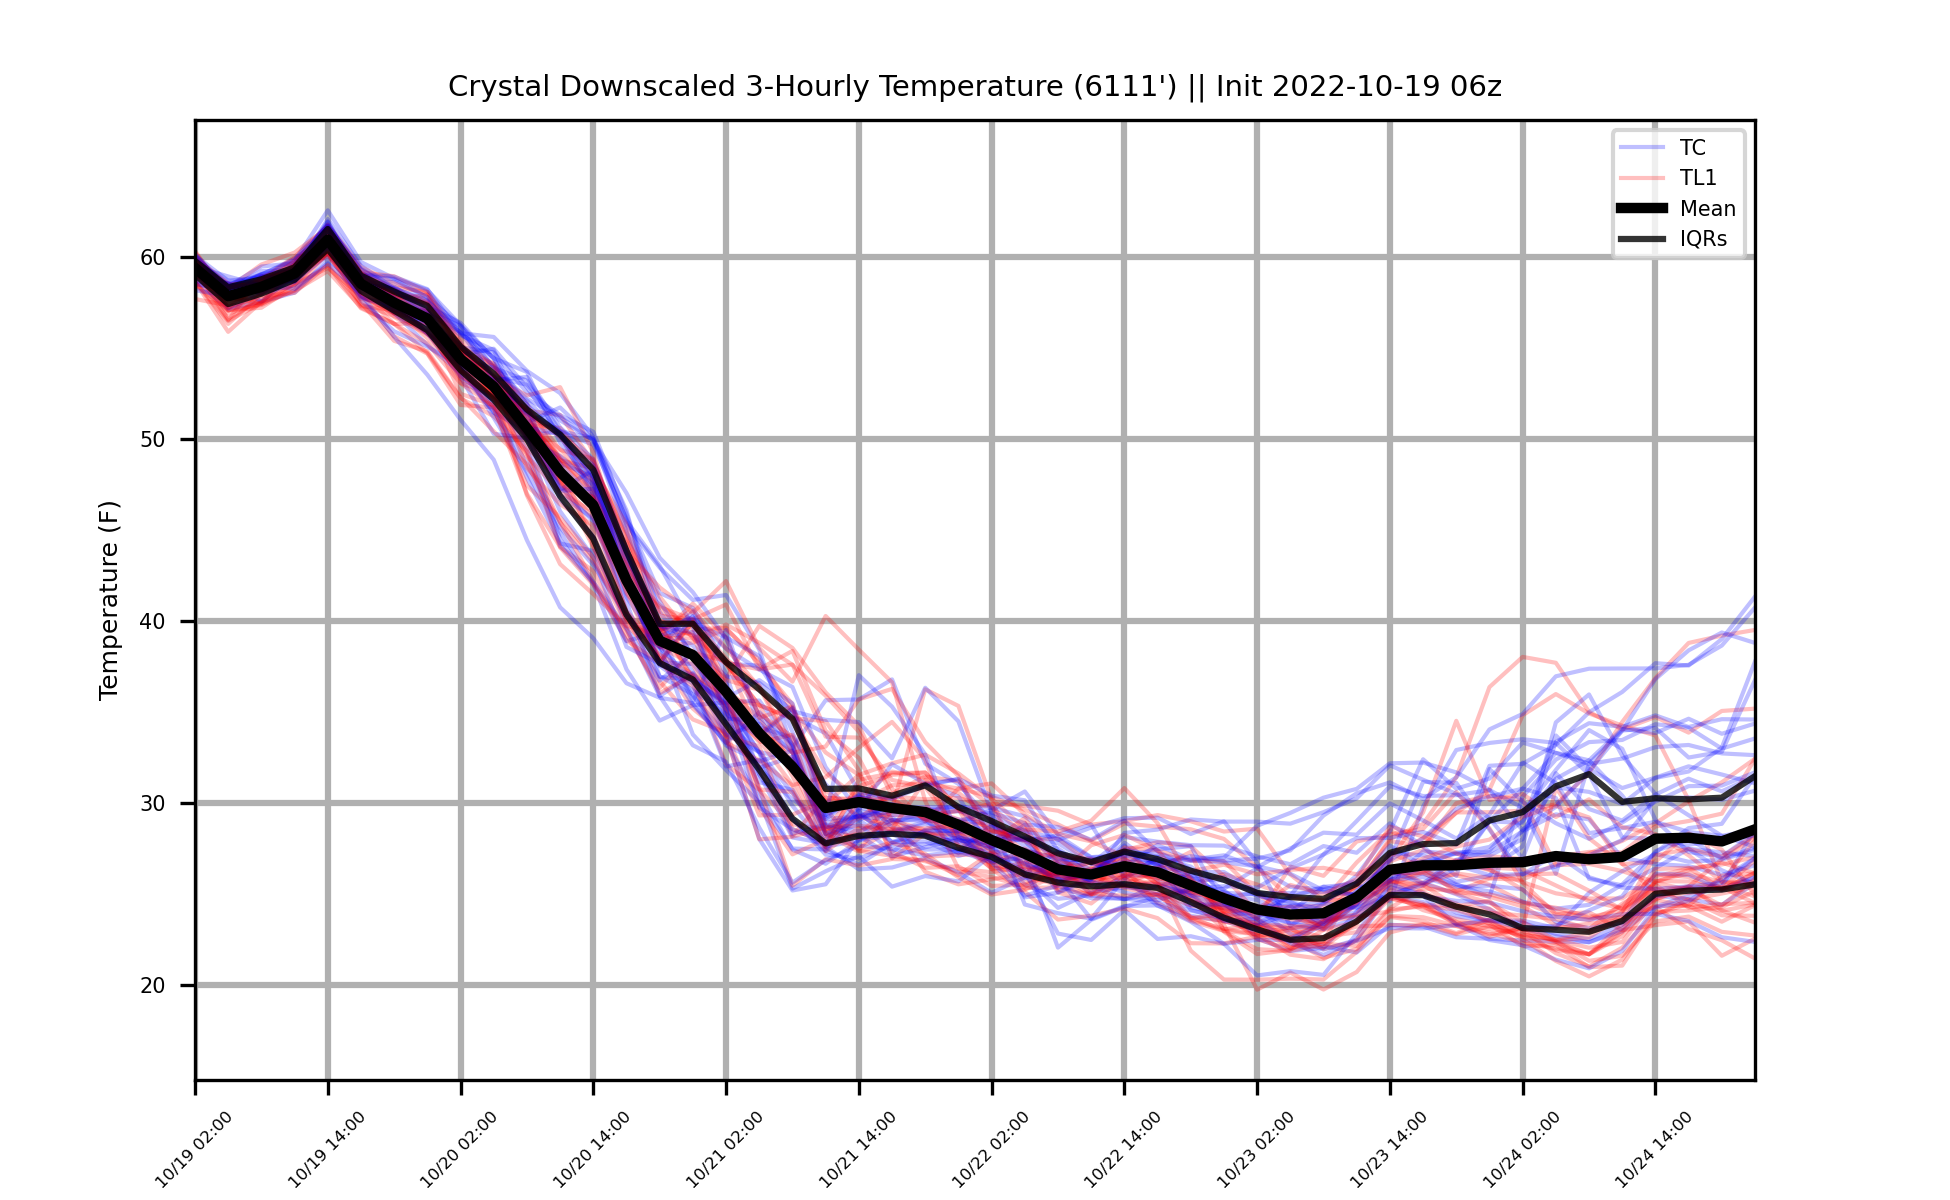 Crystal Downscaled 3-Hourly Temperature (6111') || Init 2022-10-19 06z
TC
TL1
Mean
IQRs
Temperature (F)
60
50
40
30
20
10/19 02:00
10/19 14:00
10/20 02:00
10/20 14:00
10/21 02:00
10/21 14:00
10/22 02:00
10/22 14:00
10/23 02:00
10/23 14:00
10/24 02:00
10/24 14:00